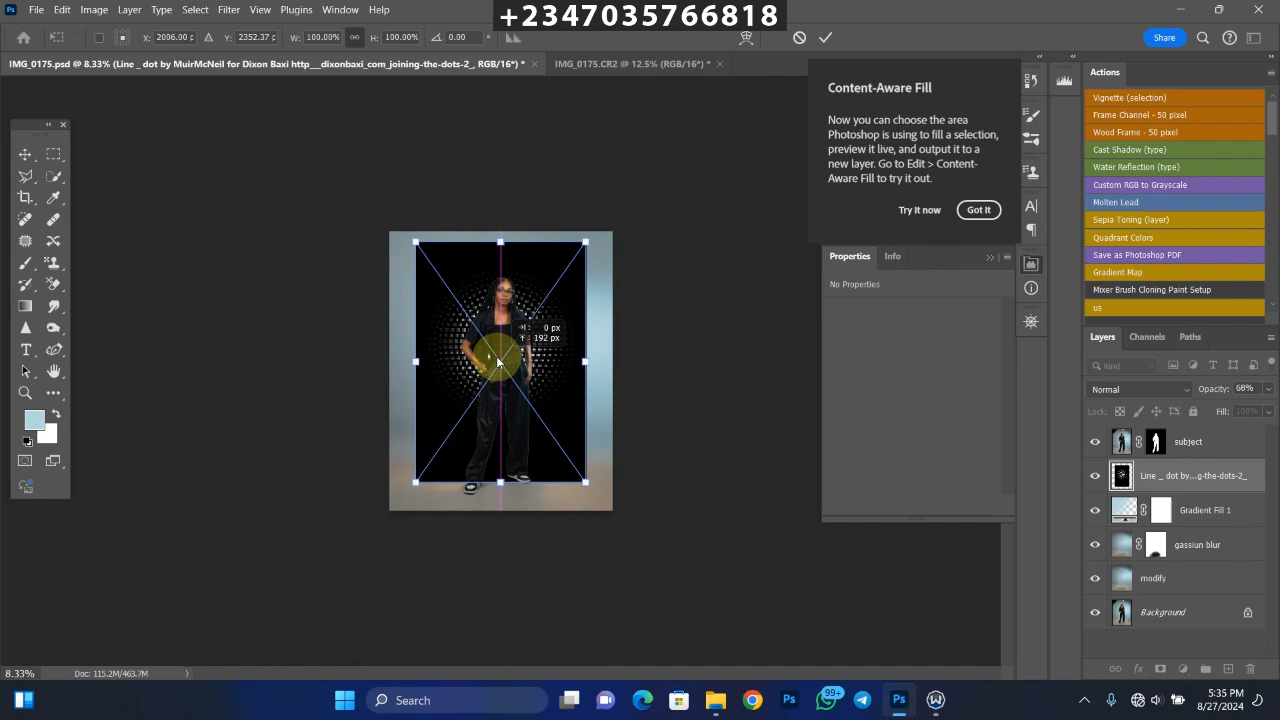 +2347035766818
File Edit Image Layer Type Select Filter 3D View Plugins Window Help
X: 2006.00 p Y: 2352.37 p W: 100.00% H: 100.00% 0.00 °
Share
IMG_0175.psd @ 8.33% (Line _ dot by MuirMcNeil for Dixon Baxi http___dixonbaxi_com_joining-the-dots-2_, RGB/16*) *
IMG_0175.CR2 @ 12.5% (RGB/16*) *
Content-Aware Fill
Now you can choose the area
Photoshop is using to fill a selection,
preview it live, and output it to a
new layer. Go to Edit > Content-
Aware Fill to try it out.
Try it now Got it
Properties Info
No Properties
0 px
192 px
Actions
Vignette (selection)
Frame Channel - 50 pixel
Wood Frame - 50 pixel
Cast Shadow (type)
Water Reflection (type)
Custom RGB to Grayscale
Molten Lead
Sepia Toning (layer)
Quadrant Colors
Save as Photoshop PDF
Gradient Map
Mixer Brush Cloning Paint Setup
us
Layers Channels Paths
Kind
Normal Opacity: 68%
Lock: Fill: 100%
subject
Line _ dot by...g-the-dots-2_
Gradient Fill 1
gassiun blur
modify
Background
8.33% Doc: 115.2M/463.7M
Search
99+
5:35 PM
8/27/2024